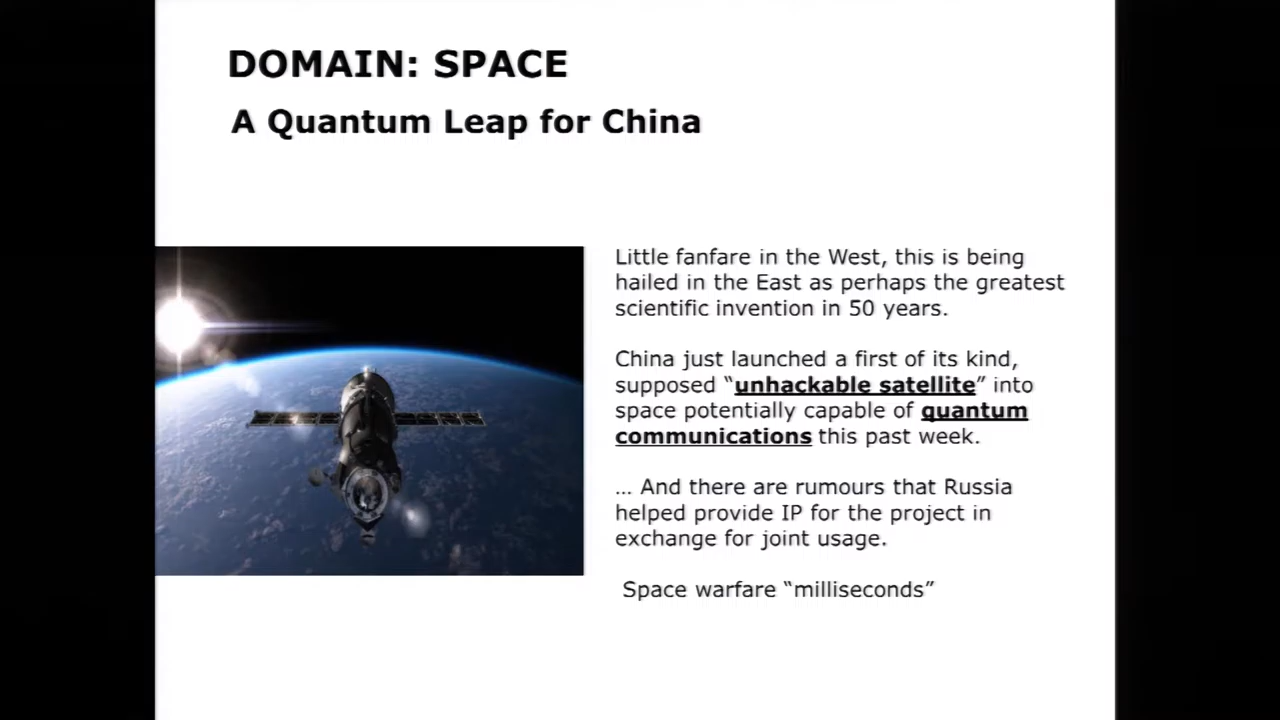 DOMAIN: SPACE
A Quantum Leap for China
Little fanfare in the West, this is being
hailed in the East as perhaps the greatest
scientific invention in 50 years.
China just launched a first of its kind,
supposed “unhackable satellite” into
space potentially capable of quantum
communications this past week.
… And there are rumours that Russia
helped provide IP for the project in
exchange for joint usage.
Space warfare “milliseconds”